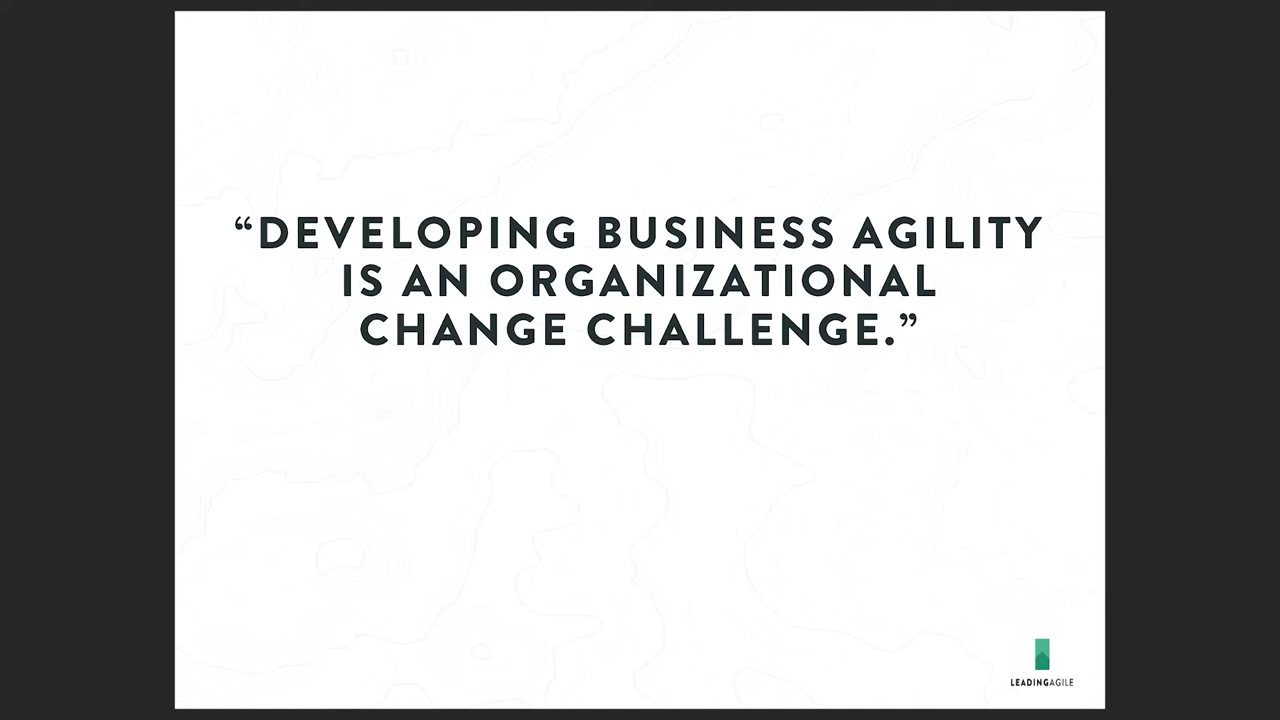 “DEVELOPING BUSINESS AGILITY
IS AN ORGANIZATIONAL
CHANGE CHALLENGE.”
LEADINGAGILE